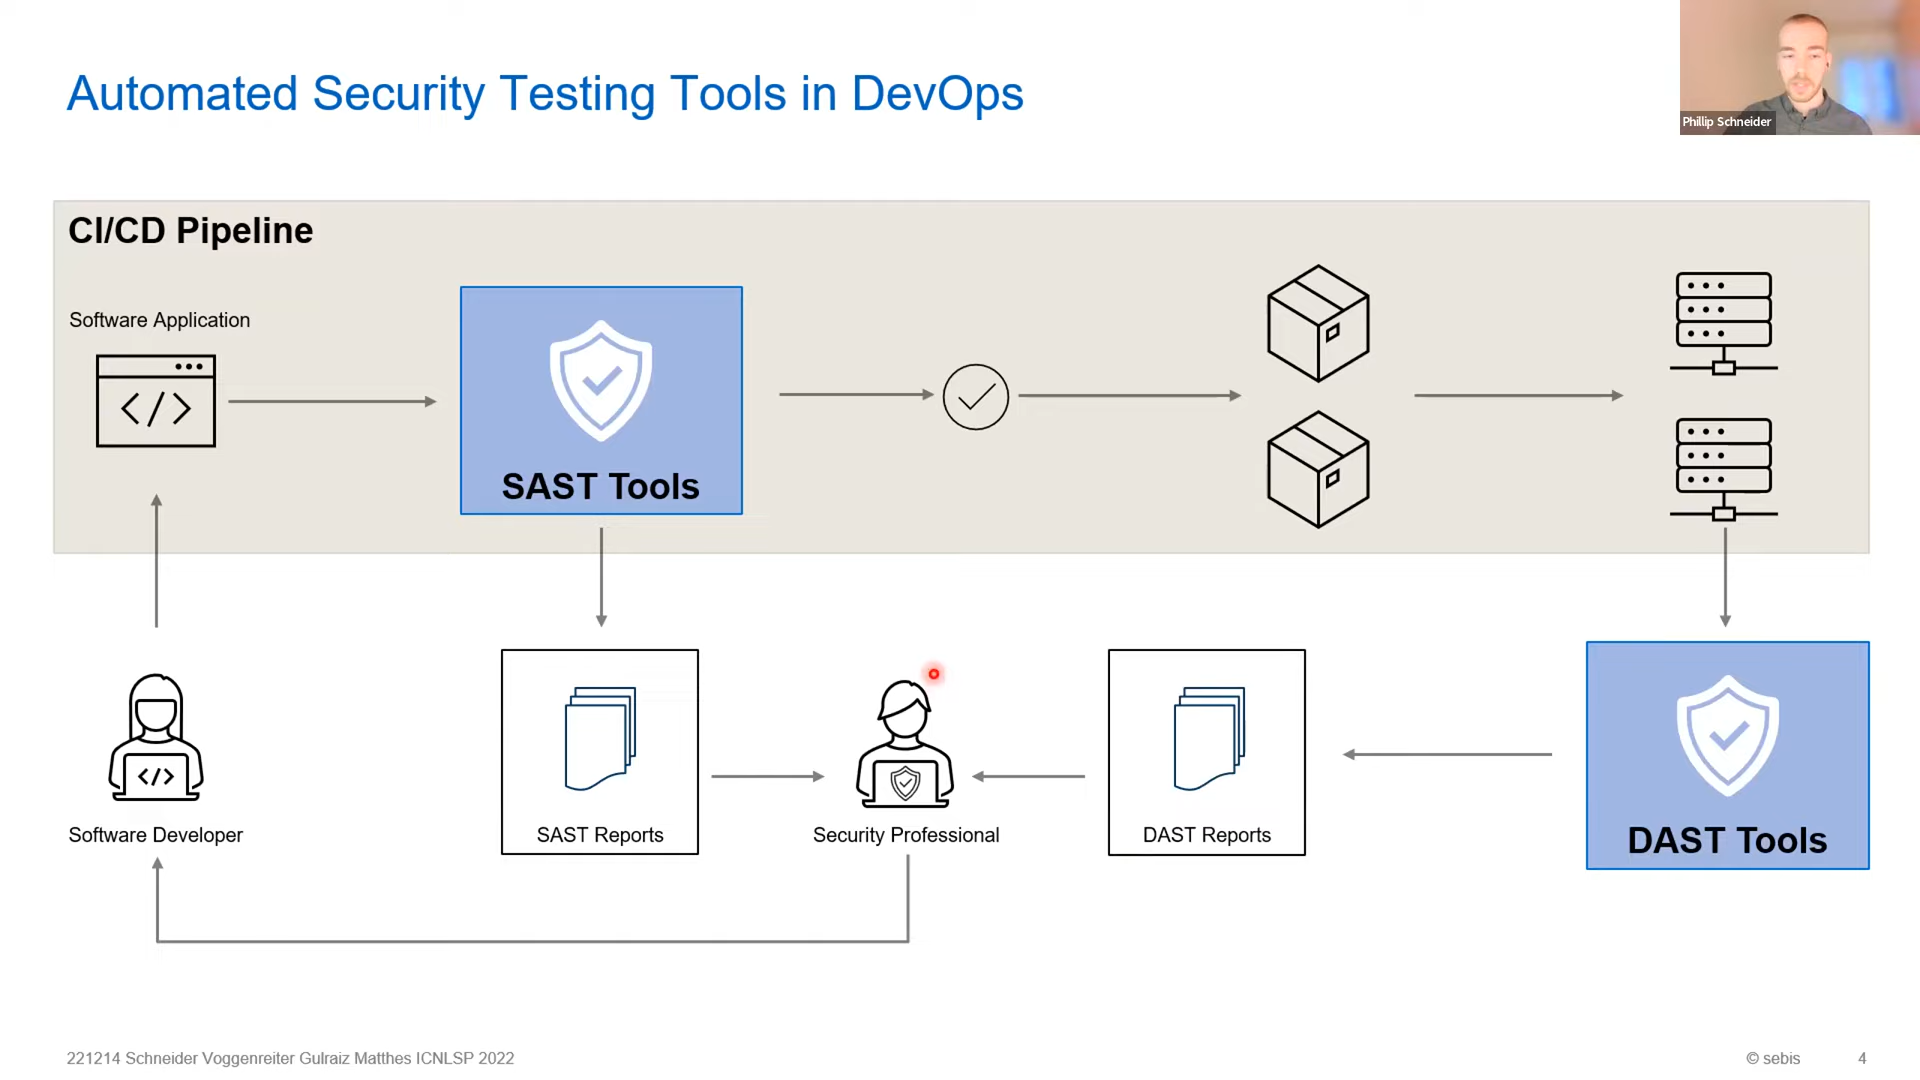 Automated Security Testing Tools in DevOps
Phillip Schneider
CI/CD Pipeline
Software Application
</>
SAST Tools
</>
Software Developer
SAST Reports
Security Professional
DAST Reports
DAST Tools
221214 Schneider Voggenreiter Gulraiz Matthes ICNLSP 2022
© sebis
4